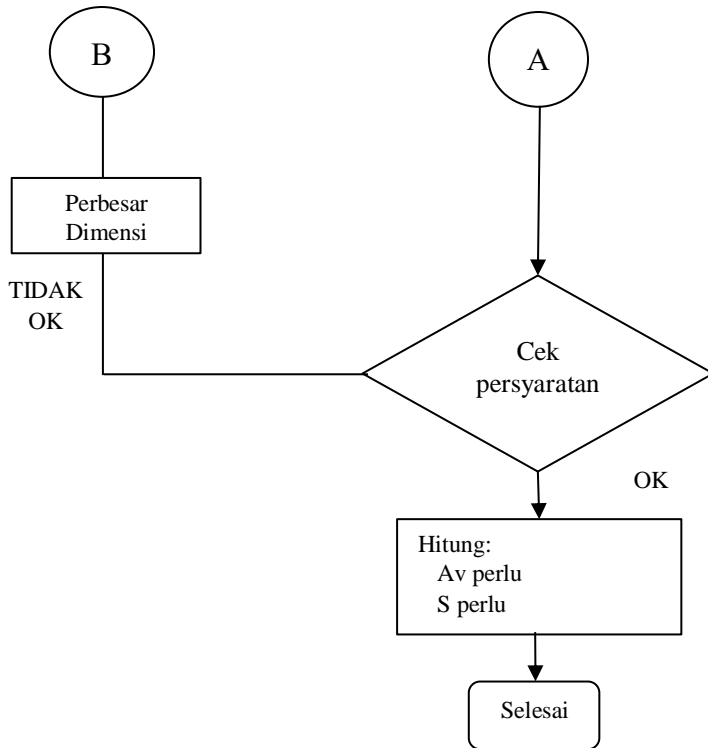 B
A
Perbesar
Dimensi
TIDAK
OK
Cek
persyaratan
OK
Hitung:
Av perlu
S perlu
Selesai